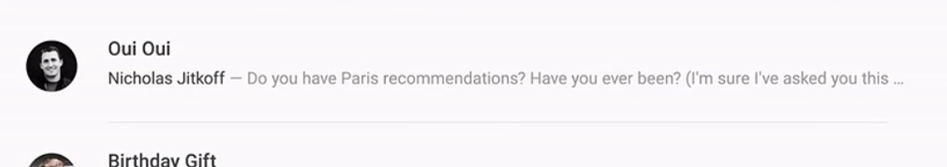 Oui Oui
Nicholas Jitkoff — Do you have Paris recommendations? Have you ever been? (I'm sure I've asked you this ...
Birthday Gift